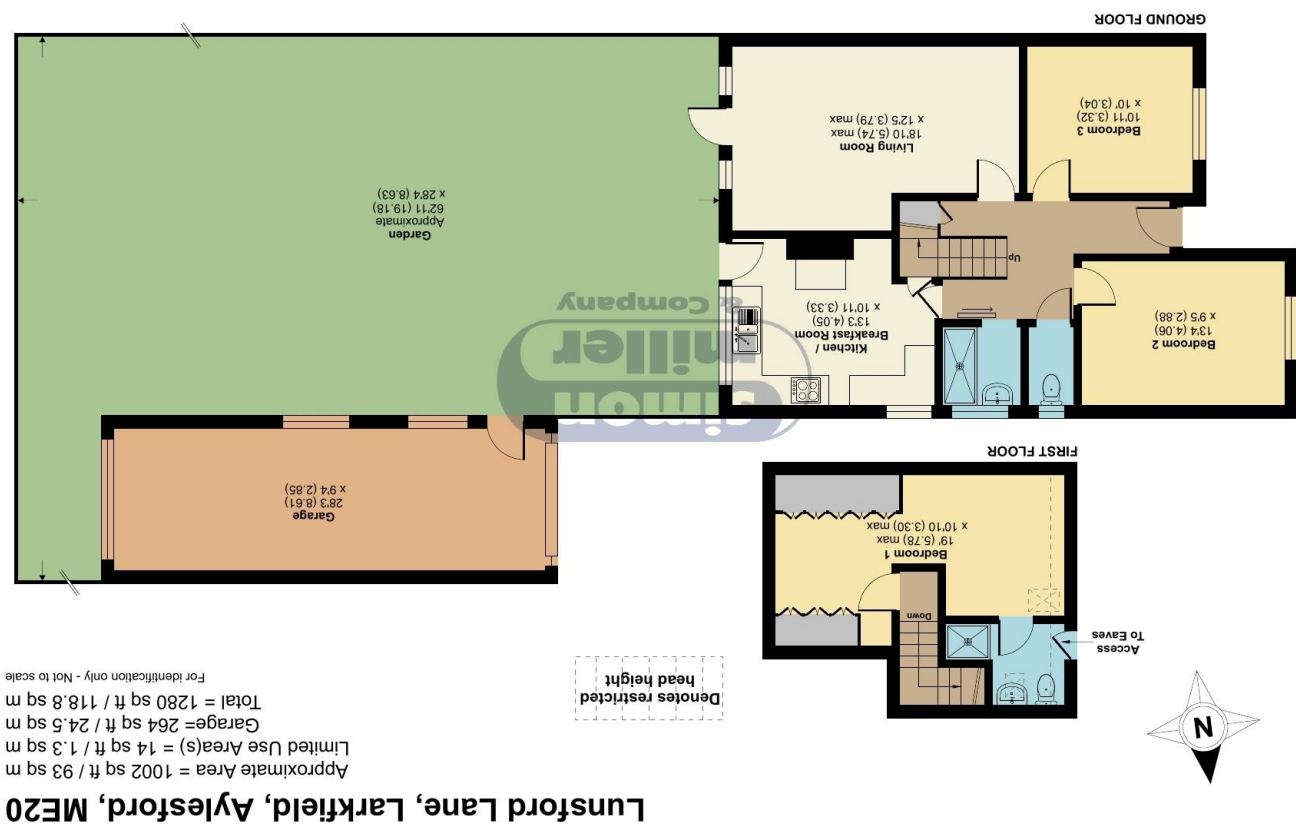 Lunsford Lane, Larkfield, Aylesford, ME20
Approximate Area = 1002 sq ft / 93 sq m
Limited Use Area(s) = 14 sq ft / 1.3 sq m
Garage= 264 sq ft / 24.5 sq m
Total = 1280 sq ft / 118.8 sq m
For identification only - Not to scale
N
Denotes restricted
head height
Access
To Eaves
Down
Bedroom 1
19' (5.78) max
x 10'10 (3.30) max
FIRST FLOOR
Garage
28'3 (8.61)
x 9'4 (2.85)
simon
miller
& Company
Bedroom 2
13'4 (4.06)
x 9'5 (2.88)
Kitchen /
Breakfast Room
13'3 (4.05)
x 10'11 (3.33)
Up
Garden
Approximate
62'11 (19.18)
x 28'4 (8.63)
Bedroom 3
10'11 (3.32)
x 10' (3.04)
Living Room
18'10 (5.74) max
x 12'5 (3.79) max
GROUND FLOOR